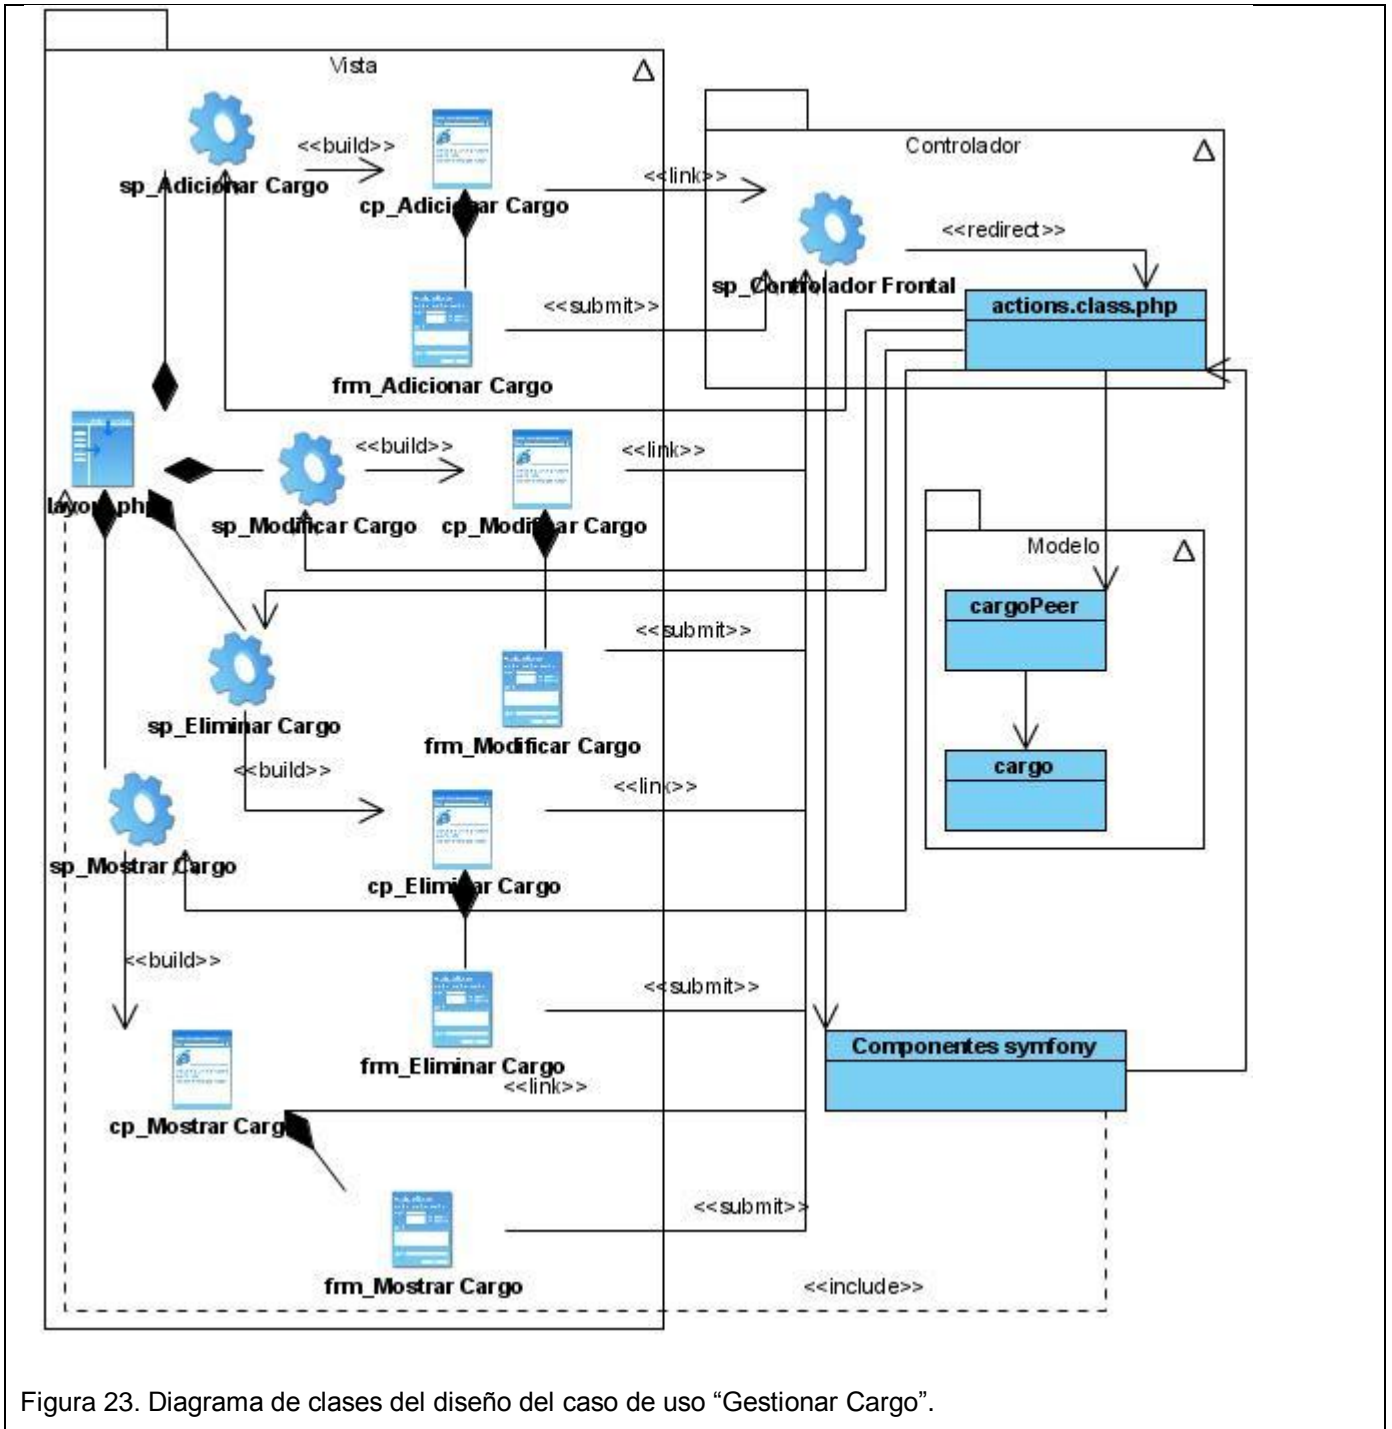 Vista
Controlador
<<build>>
<<link>>
sp_Adicionar Cargo
cp_Adicionar Cargo
<<redirect>>
sp_Controlador Frontal
<<submit>>
actions.class.php
frm_Adicionar Cargo
<<build>>
<<link>>
layout.php
sp_Modificar Cargo
cp_Modificar Cargo
Modelo
cargoPeer
<<submit>>
sp_Eliminar Cargo
frm_Modificar Cargo
<<build>>
cargo
<<link>>
sp_Mostrar Cargo
cp_Eliminar Cargo
<<build>>
<<submit>>
Componentes symfony
frm_Eliminar Cargo
<<link>>
cp_Mostrar Cargo
<<submit>>
frm_Mostrar Cargo
<<include>>
Figura 23. Diagrama de clases del diseño del caso de uso “Gestionar Cargo”.